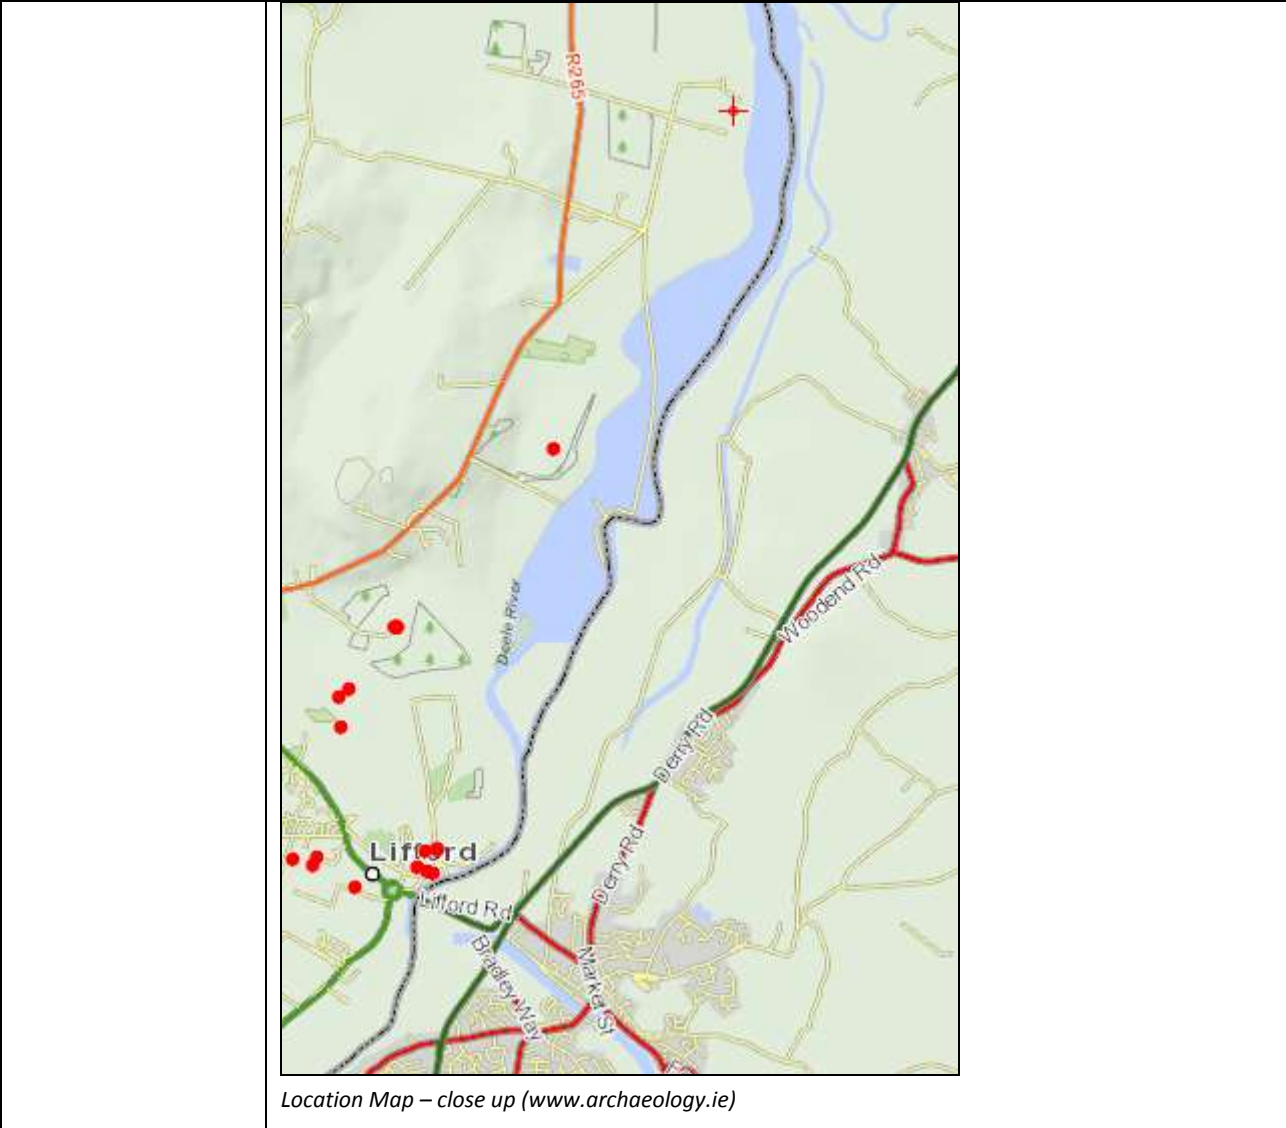 R265
Deele River
Woodend Rd
Derry Rd
Derry Rd
Lifford
Lifford Rd
Bradley Way
Market St
Location Map – close up (www.archaeology.ie)